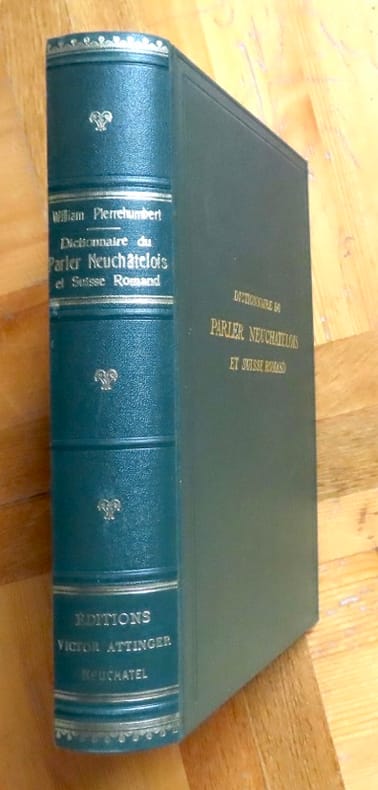 William Pierrehumbert
Dictionnaire du
Parler Neuchâtelois
et Suisse Romand
EDITIONS
VICTOR ATTINGER
NEUCHATEL
DICTIONNAIRE DU
PARLER NEUCHATELOIS
ET SUISSE ROMAND